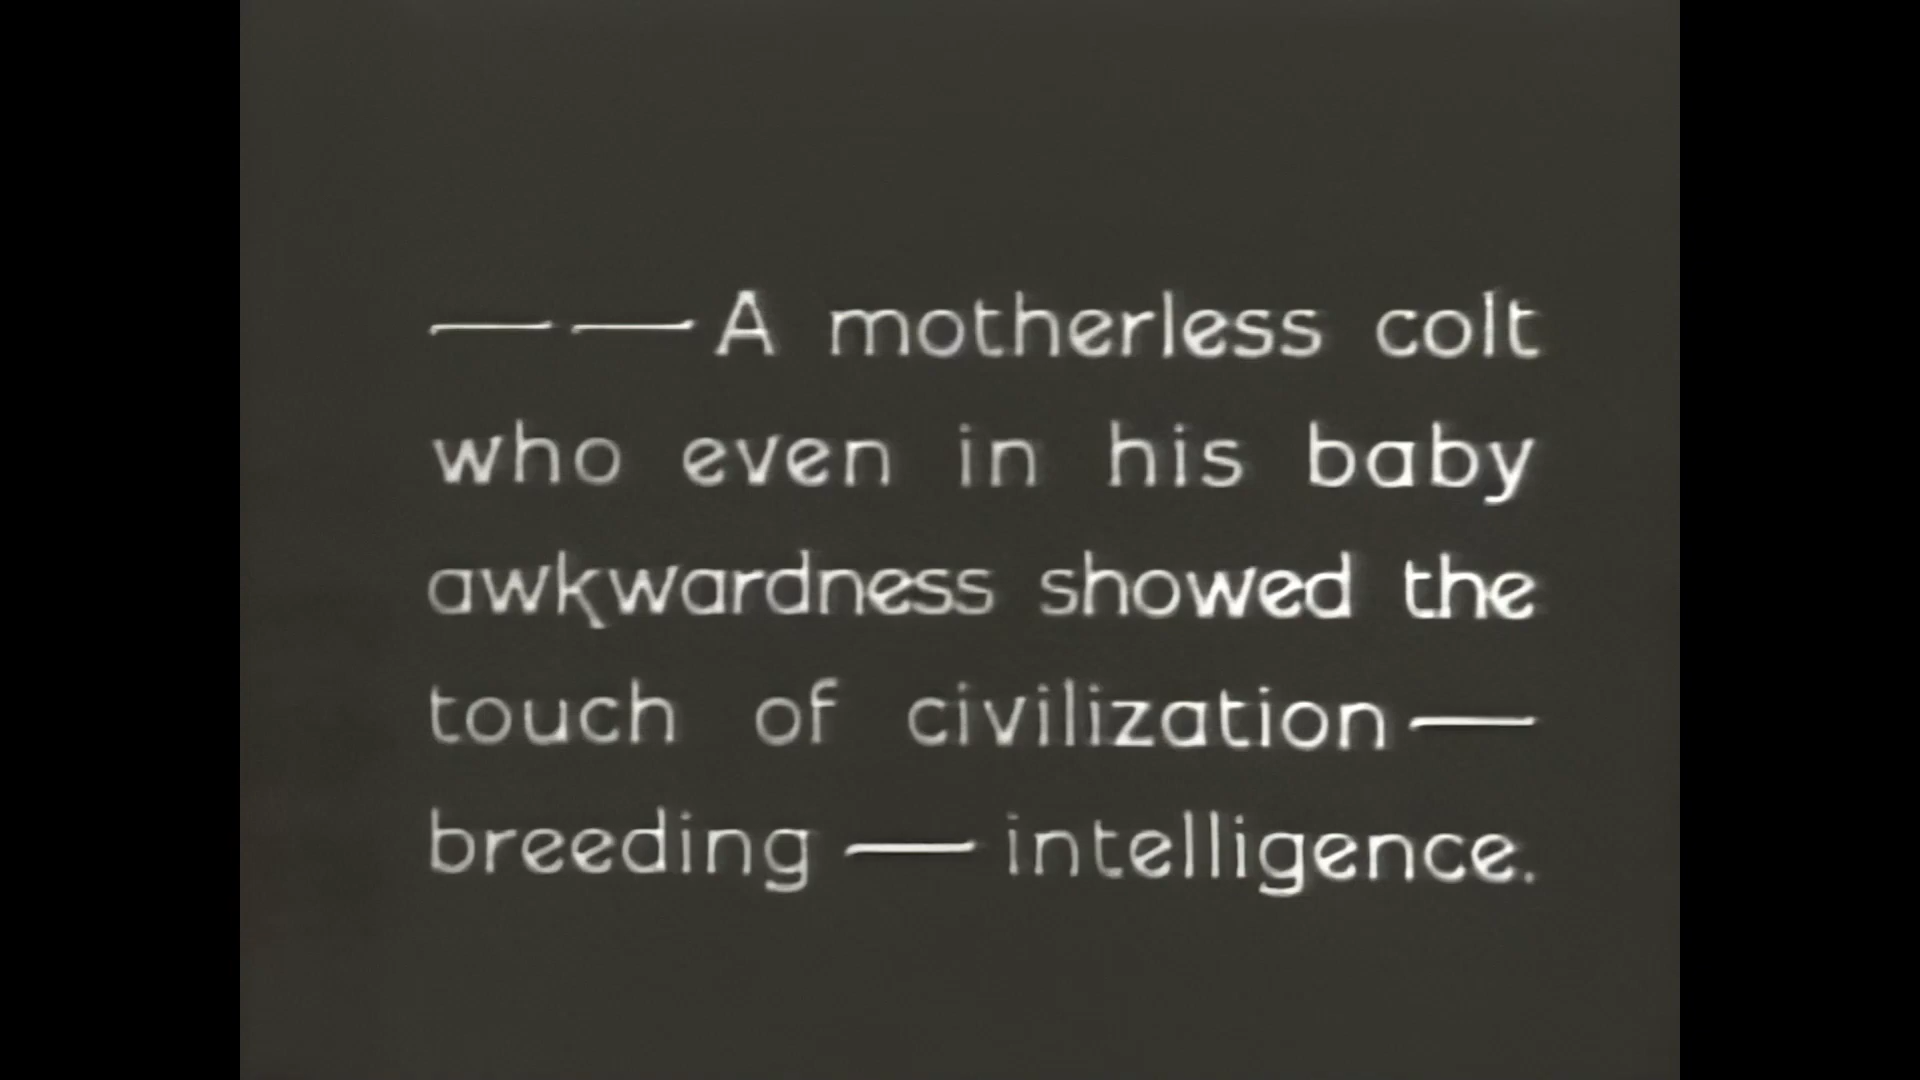 — — A motherless colt
who even in his baby
awkwardness showed the
touch of civilization —
breeding — intelligence.